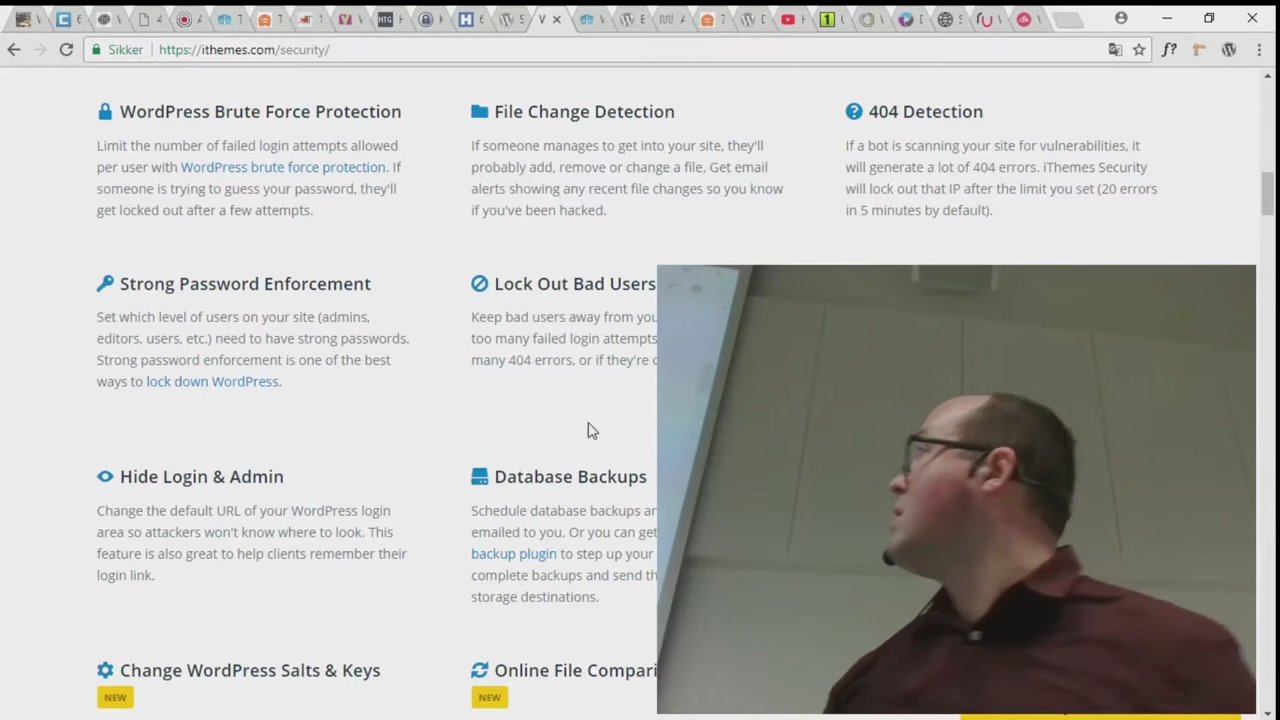 Sikker
https://ithemes.com/security/
WordPress Brute Force Protection
Limit the number of failed login attempts allowed
per user with WordPress brute force protection. If
someone is trying to guess your password, they'll
get locked out after a few attempts.
File Change Detection
If someone manages to get into your site, they'll
probably add, remove or change a file. Get email
alerts showing any recent file changes so you know
if you've been hacked.
404 Detection
If a bot is scanning your site for vulnerabilities, it
will generate a lot of 404 errors. iThemes Security
will lock out that IP after the limit you set (20 errors
in 5 minutes by default).
Strong Password Enforcement
Set which level of users on your site (admins,
editors, users, etc.) need to have strong passwords.
Strong password enforcement is one of the best
ways to lock down WordPress.
Lock Out Bad Users
Keep bad users away from
too many failed login attempts
many 404 errors, or if they're
Hide Login & Admin
Change the default URL of your WordPress login
area so attackers won't know where to look. This
feature is also great to help clients remember their
login link.
Database Backups
Schedule database backups
emailed to you. Or you can get
backup plugin to step up your
complete backups and send
storage destinations.
Change WordPress Salts & Keys
NEW
Online File
NEW